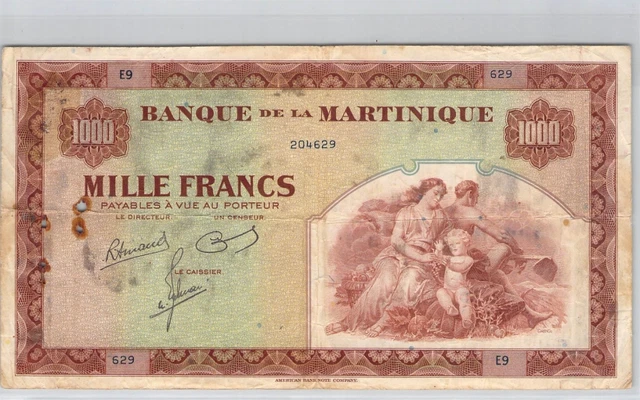 E9 629
BANQUE DE LA MARTINIQUE
1000 1000
204629
MILLE FRANCS
PAYABLES À VUE AU PORTEUR
LE DIRECTEUR UN CENSEUR
LE CAISSIER
629 E9
AMERICAN BANK NOTE COMPANY.